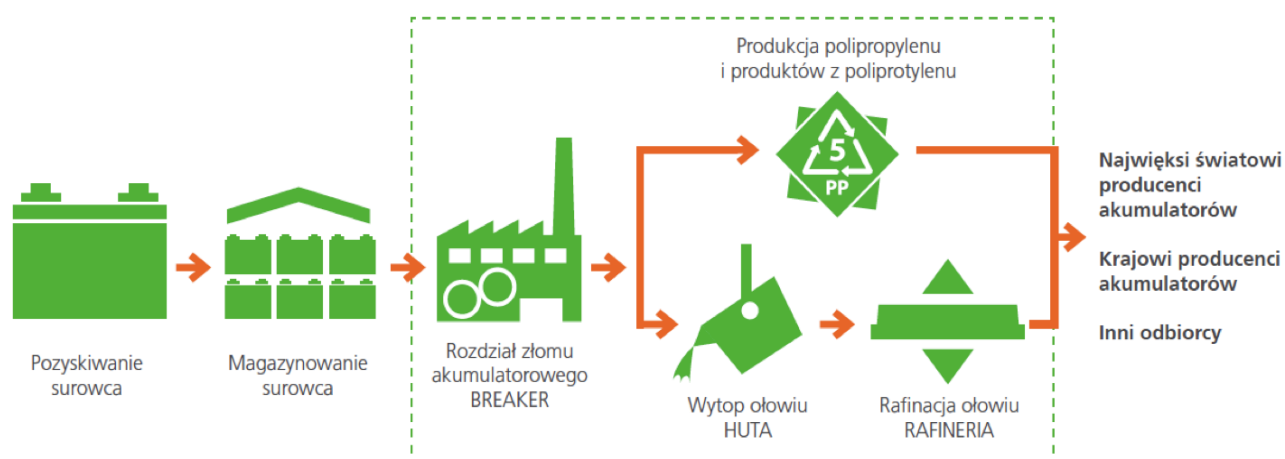 Produkcja polipropylenu
i produktów z poliprotylenu
5
PP
Pozyskiwanie
surowca
Magazynowanie
surowca
Rozdział złomu
akumulatorowego
BREAKER
Wytop ołowiu
HUTA
Rafinacja ołowiu
RAFINERIA
Najwięksi światowi
producenci
akumulatorów
Krajowi producenci
akumulatorów
Inni odbiorcy